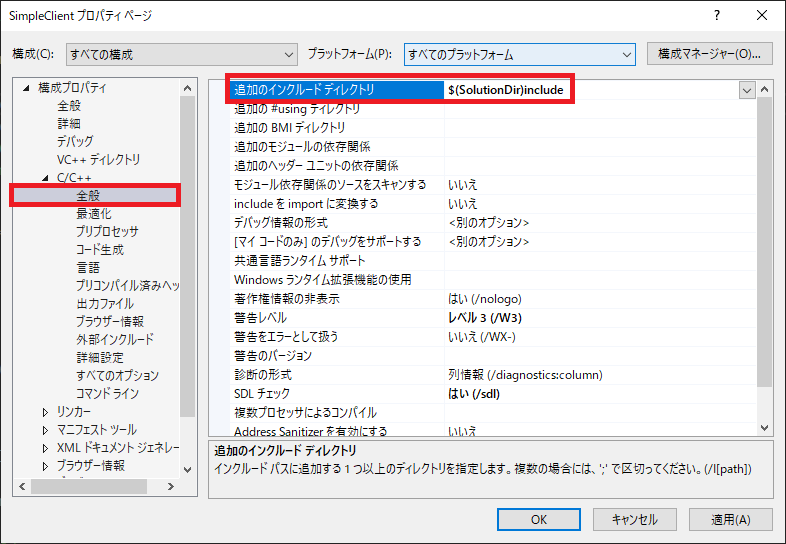 SimpleClient プロパティ ページ
構成(C): すべての構成 プラットフォーム(P): すべてのプラットフォーム 構成マネージャー(O)...
構成プロパティ
全般
詳細
デバッグ
VC++ ディレクトリ
C/C++
全般
最適化
プリプロセッサ
コード生成
言語
プリコンパイル済みヘッ
出力ファイル
ブラウザー情報
外部インクルード
詳細設定
すべてのオプション
コマンド ライン
リンカー
マニフェスト ツール
XML ドキュメント ジェネレー
ブラウザー情報
追加のインクルード ディレクトリ $(SolutionDir)include
追加の #using ディレクトリ
追加の BMI ディレクトリ
追加のモジュールの依存関係
追加のヘッダー ユニットの依存関係
モジュール依存関係のソースをスキャンする いいえ
include を import に変換する いいえ
デバッグ情報の形式 <別のオプション>
[マイ コードのみ] のデバッグをサポートする <別のオプション>
共通言語ランタイム サポート
Windows ランタイム拡張機能の使用
著作権情報の非表示 はい (/nologo)
警告レベル レベル 3 (/W3)
警告をエラーとして扱う いいえ (/WX-)
警告のバージョン
診断の形式 列情報 (/diagnostics:column)
SDL チェック はい (/sdl)
複数プロセッサによるコンパイル
Address Sanitizer を有効にする いいえ
追加のインクルード ディレクトリ
インクルード パスに追加する 1 つ以上のディレクトリを指定します。複数の場合には、';' で区切ってください。(/I[path])
OK キャンセル 適用(A)